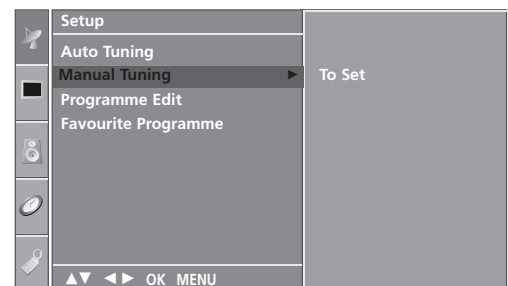 Setup
Auto Tuning
Manual Tuning ► To Set
Programme Edit
Favourite Programme
▲▼ ◄► OK MENU